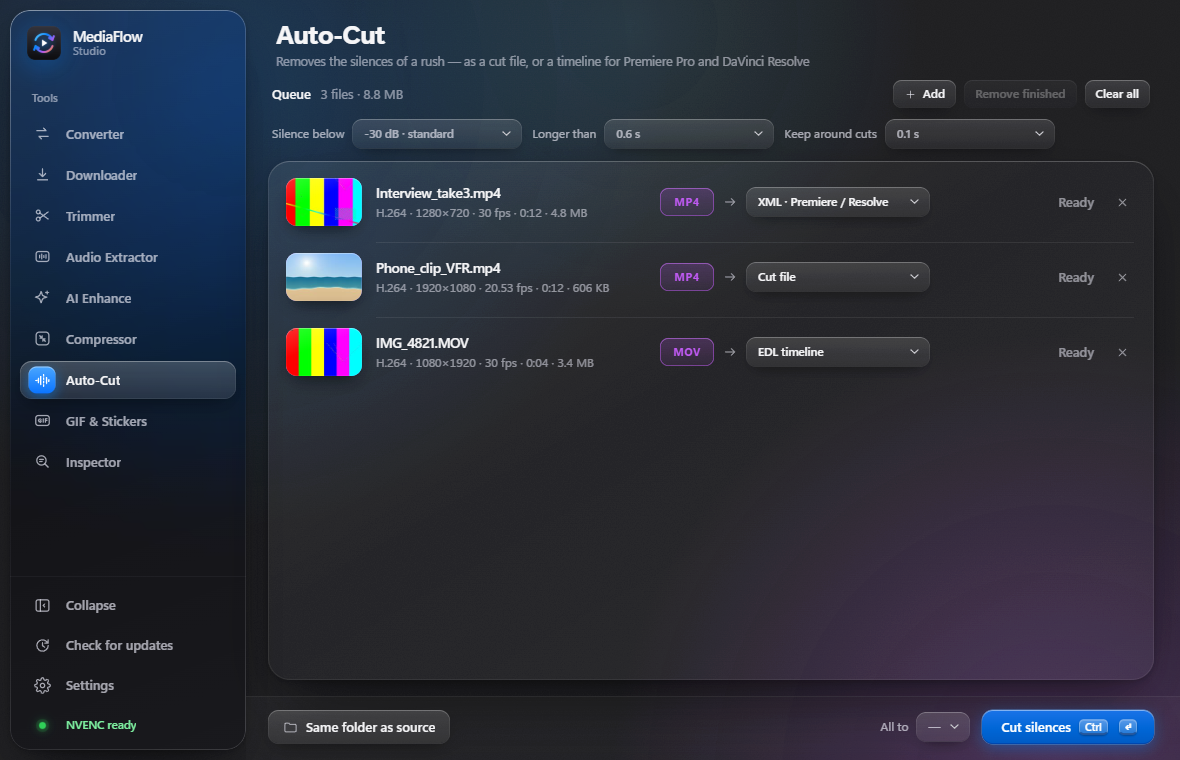 MediaFlow
Studio
Tools
Converter
Downloader
Trimmer
Audio Extractor
AI Enhance
Compressor
Auto-Cut
GIF & Stickers
Inspector
Collapse
Check for updates
Settings
NVENC ready
Auto-Cut
Removes the silences of a rush — as a cut file, or a timeline for Premiere Pro and DaVinci Resolve
Queue 3 files · 8.8 MB
+ Add Remove finished Clear all
Silence below -30 dB · standard Longer than 0.6 s Keep around cuts 0.1 s
Interview_take3.mp4
H.264 · 1280×720 · 30 fps · 0:12 · 4.8 MB
MP4 → XML · Premiere / Resolve Ready ×
Phone_clip_VFR.mp4
H.264 · 1920×1080 · 20.53 fps · 0:12 · 606 KB
MP4 → Cut file Ready ×
IMG_4821.MOV
H.264 · 1080×1920 · 30 fps · 0:04 · 3.4 MB
MOV → EDL timeline Ready ×
Same folder as source
All to — Cut silences Ctrl ⏎